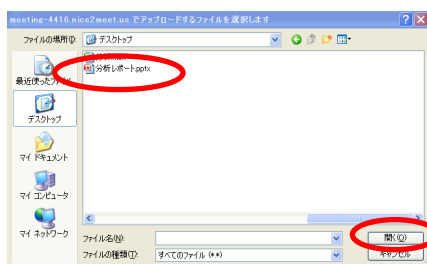 meeting-4416.nice2meet.us でアップロードするファイルを選択します
ファイルの場所(I):
デスクトップ
最近使ったファイル
分析レポート.pptx
デスクトップ
マイ ドキュメント
マイ コンピュータ
マイ ネットワーク
ファイル名(N):
開く(O)
ファイルの種類(T):
すべてのファイル (*.*)
キャンセル